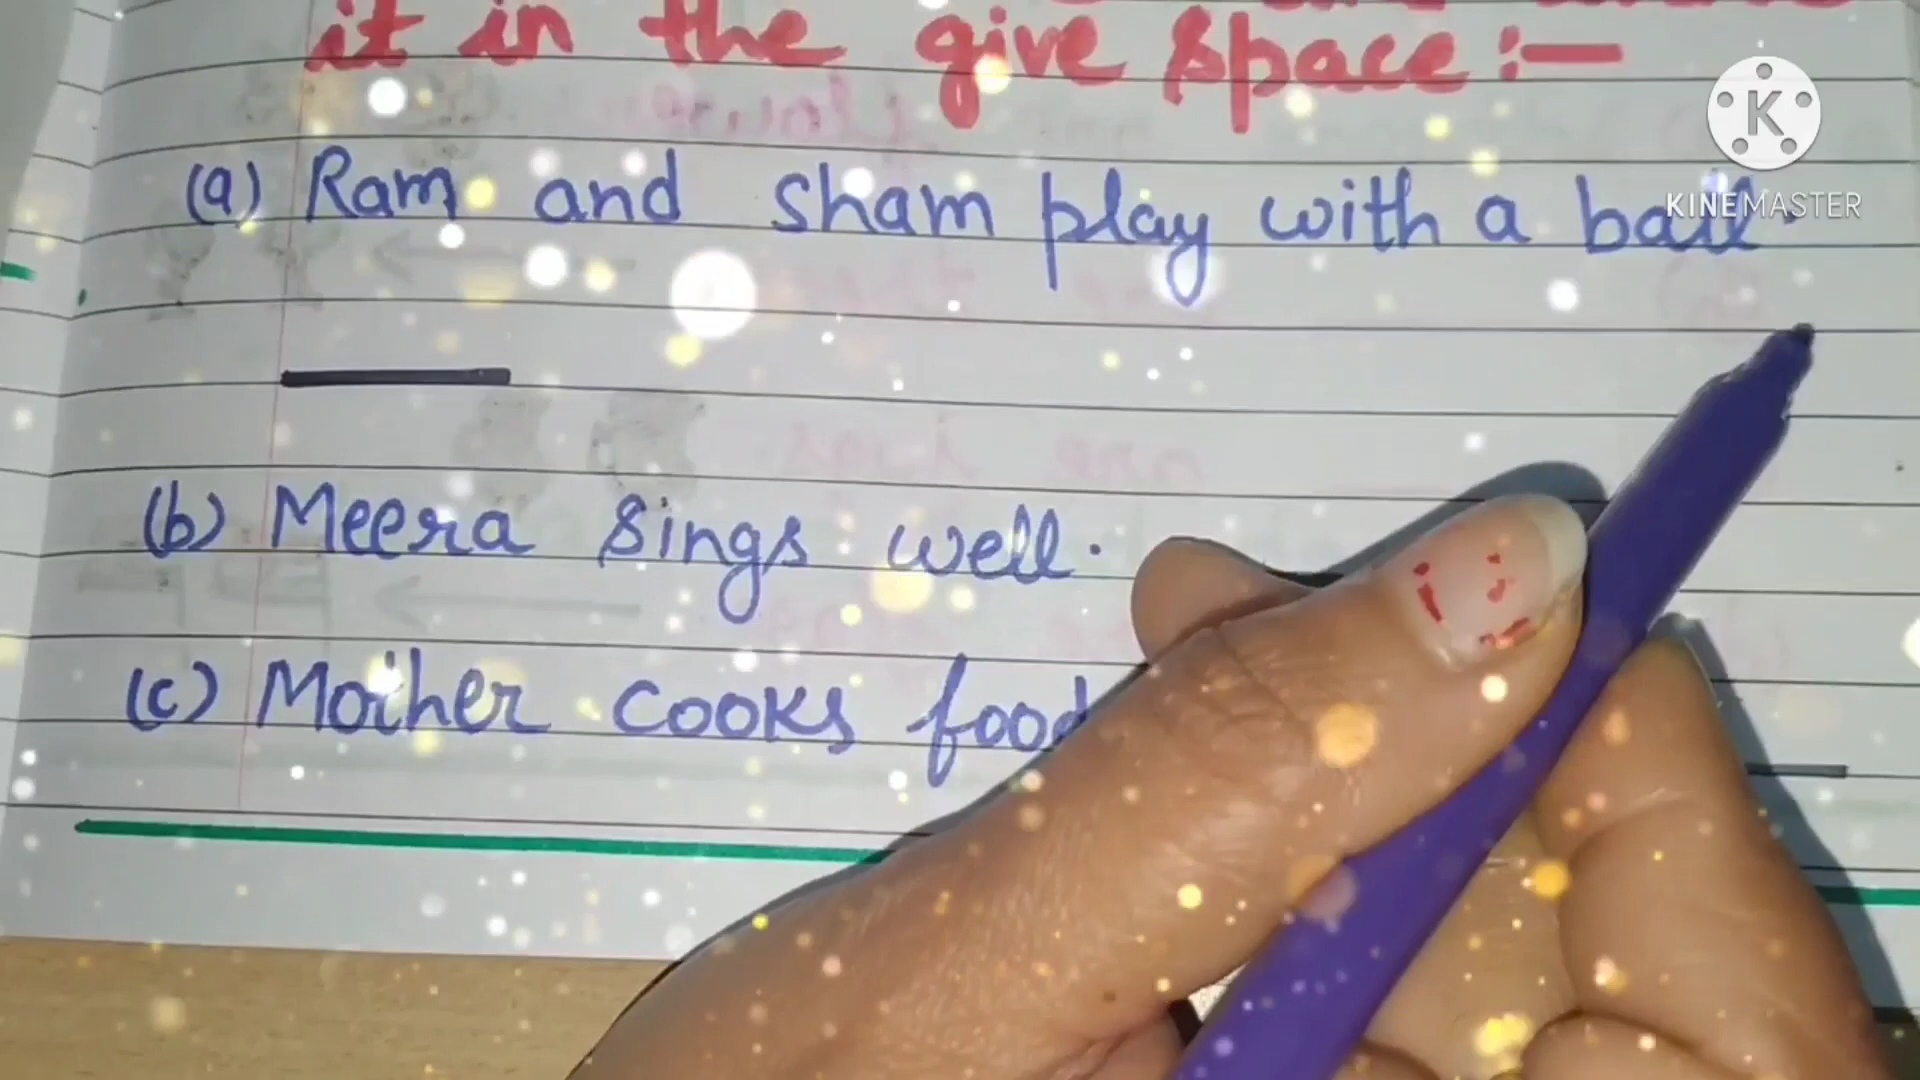 it in the give space:—
(a) Ram and sham play with a ball.
(b) Meera sings well.
(c) Mother cooks food
KINEMASTER